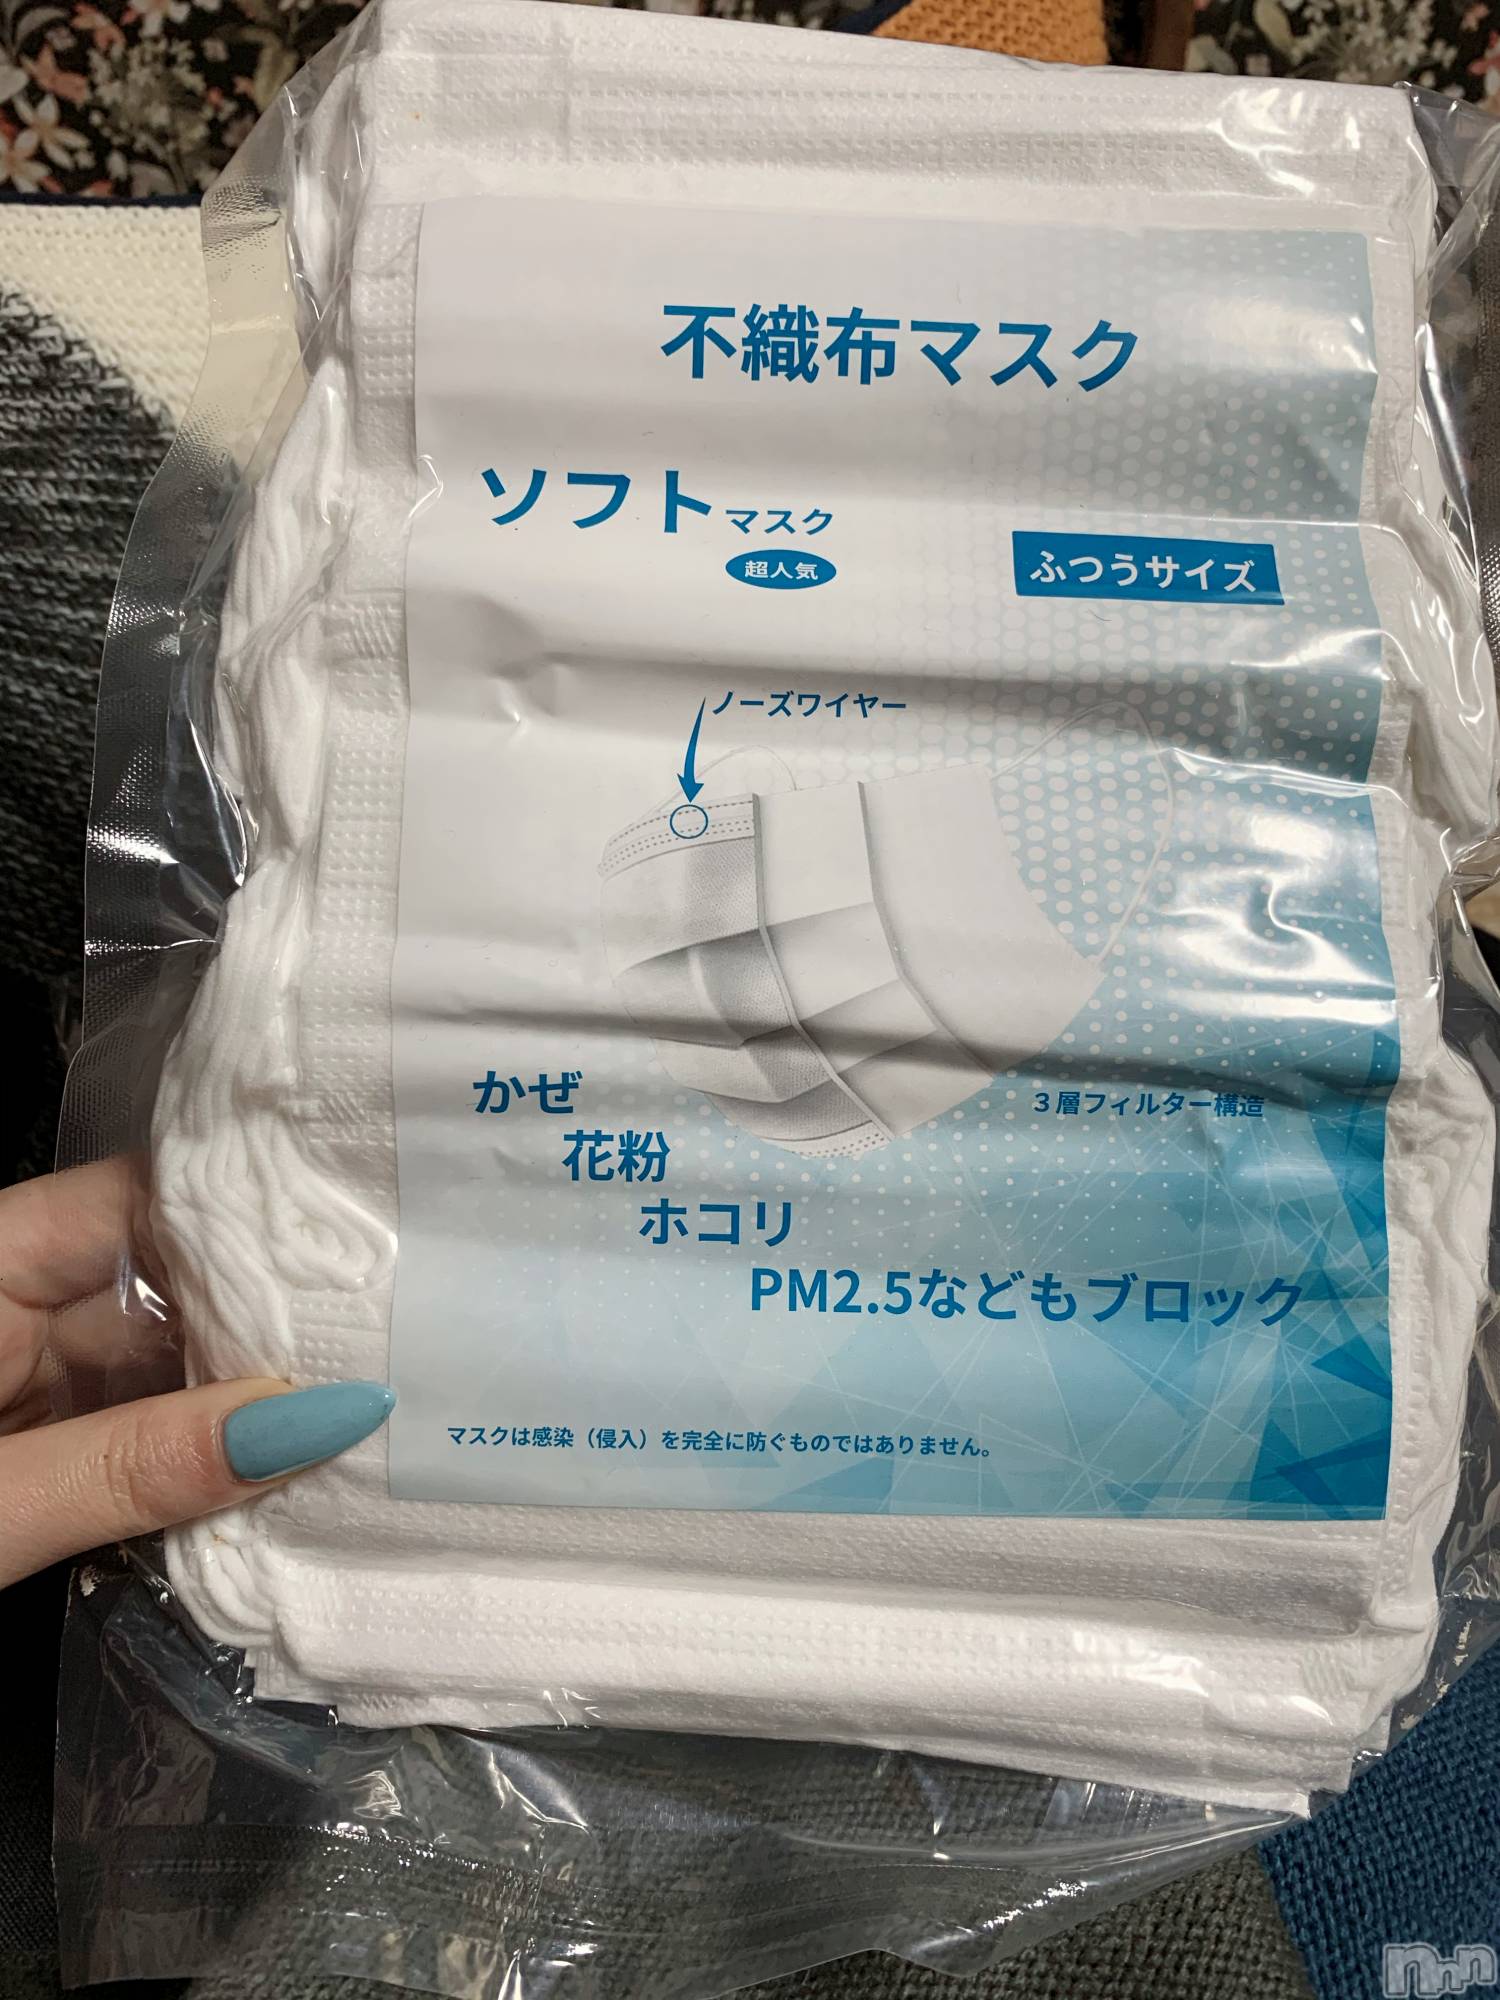 不織布マスク
ソフトマスク
超人気
ふつうサイズ
ノーズワイヤー
かぜ
3層フィルター構造
花粉
ホコリ
PM2.5などもブロック
マスクは感染（侵入）を完全に防ぐものではありません。